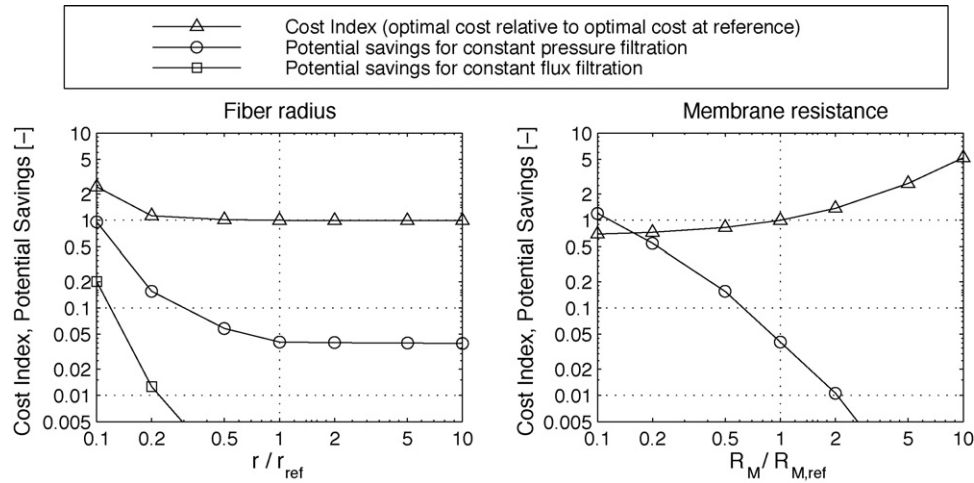 Cost Index (optimal cost relative to optimal cost at reference)
Potential savings for constant pressure filtration
Potential savings for constant flux filtration
Fiber radius
Cost Index, Potential Savings [-]
10
5
2
1
0.5
0.2
0.1
0.05
0.02
0.01
0.005
0.1 0.2 0.5 1 2 5 10
r / r_ref
Membrane resistance
Cost Index, Potential Savings [-]
10
5
2
1
0.5
0.2
0.1
0.05
0.02
0.01
0.005
0.1 0.2 0.5 1 2 5 10
R_M / R_M,ref